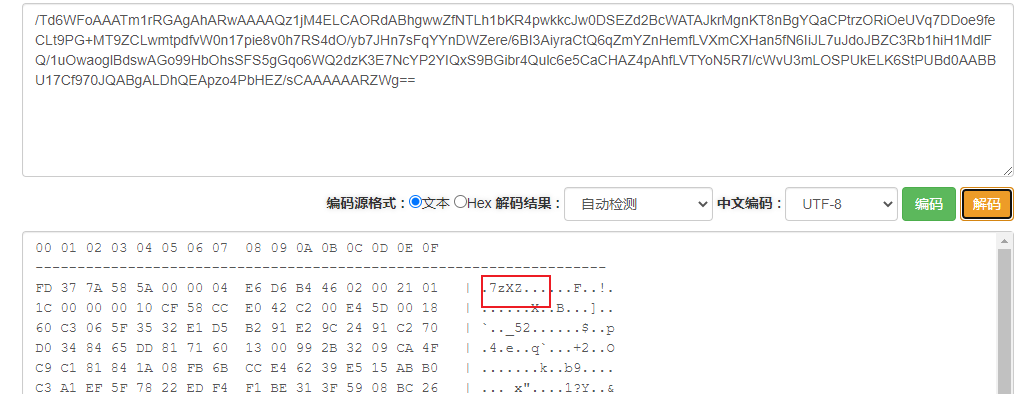 /Td6WFoAAATm1rRGAgAhARwAAAAQz1jM4ELCAORdABhgwwZfNTLh1bKR4pwkkcJw0DSEZd2BcWATAJkrMgnKT8nBgYQaCPtrzORiOeUVq7DDoe9fe
CLt9PG+MT9ZCLwmtpdfvW0n17pie8v0h7RS4dO/yb7JHn7sFqYYnDWZere/6BI3AiyraCtQ6qZmYZnHemfLVXmCXHan5fN6IiJL7uJdoJBZC3Rb1hiH1MdlF
Q/1uOwaoglBdswAGo99HbOhsSFS5gGqo6WQ2dzK3E7NcYP2YIQxS9BGibr4QuIc6e5CaCHAZ4pAhfLVTYoN5R7I/cWvU3mLOSPUkELK6StPUBd0AABB
U17Cf970JQABgALDhQEApzo4PbHEZ/sCAAAAAARZWg==
编码源格式：文本 Hex 解码结果： 自动检测 中文编码： UTF-8 编码 解码
00 01 02 03 04 05 06 07 08 09 0A 0B 0C 0D 0E 0F
----------------------------------------------------------------------
FD 37 7A 58 5A 00 00 04 E6 D6 B4 46 02 00 21 01 | .7zXZ......F..!.
1C 00 00 00 10 CF 58 CC E0 42 C2 00 E4 5D 00 18 | ......X..B...]..
60 C3 06 5F 35 32 E1 D5 B2 91 E2 9C 24 91 C2 70 | `.._52......$..p
D0 34 84 65 DD 81 71 60 13 00 99 2B 32 09 CA 4F | .4.e..q`...+2..O
C9 C1 81 84 1A 08 FB 6B CC E4 62 39 E5 15 AB B0 | .......k..b9....
C3 A1 EF 5F 78 22 ED F4 F1 BE 31 3F 59 08 BC 26 | ..._x"....1?Y..&